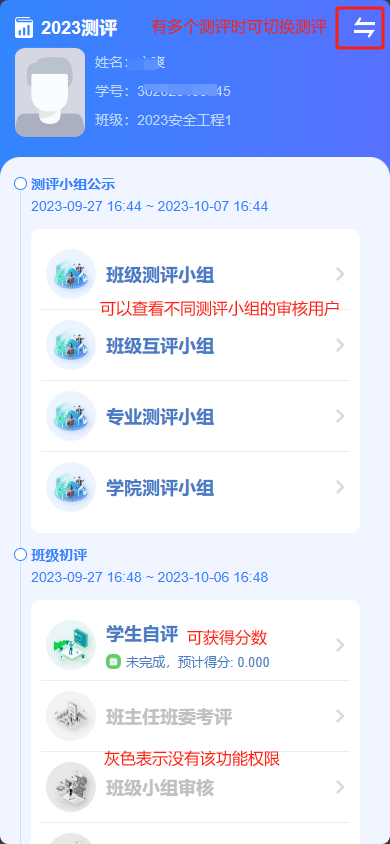 2023测评 有多个测评时可切换测评
姓名: 爽
学号: 45
班级: 2023安全工程1
测评小组公示
2023-09-27 16:44 ~ 2023-10-07 16:44
班级测评小组
可以查看不同测评小组的审核用户
班级互评小组
专业测评小组
学院测评小组
班级初评
2023-09-27 16:48 ~ 2023-10-06 16:48
学生自评 可获得分数
未完成，预计得分: 0.000
班主任班委考评
灰色表示没有该功能权限
班级小组审核